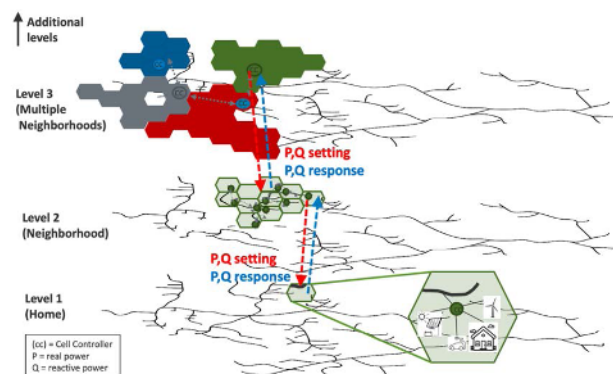 Additional
levels
Level 3
(Multiple
Neighborhoods)
P,Q setting
P,Q response
Level 2
(Neighborhood)
P,Q setting
P,Q response
Level 1
(Home)
(cc) = Cell Controller
P = real power
Q = reactive power